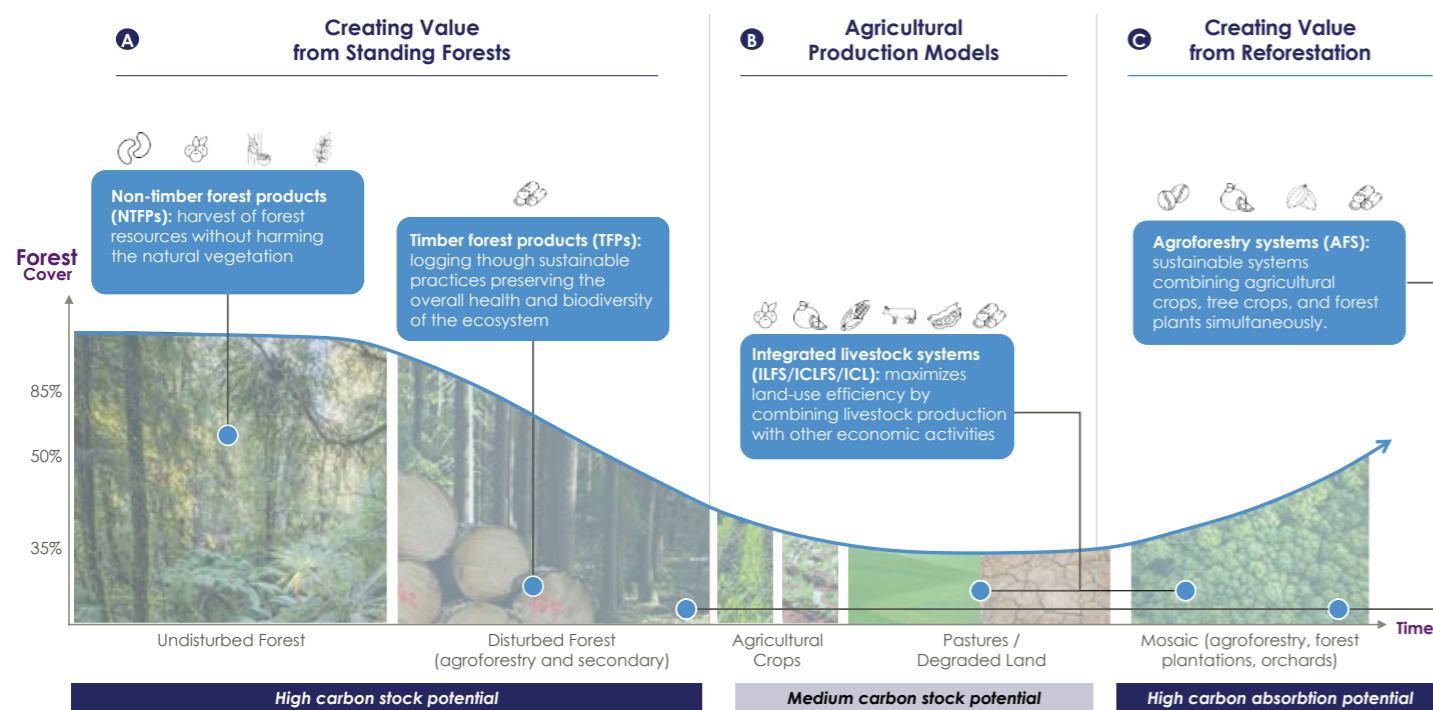 A
Creating Value
from Standing Forests
B
Agricultural
Production Models
C
Creating Value
from Reforestation
Non-timber forest products
(NTFPs): harvest of forest
resources without harming
the natural vegetation
Timber forest products (TFPs):
logging though sustainable
practices preserving the
overall health and biodiversity
of the ecosystem
Integrated livestock systems
(ILFS/ICLFS/ICL): maximizes
land-use efficiency by
combining livestock production
with other economic activities
Agroforestry systems (AFS):
sustainable systems
combining agricultural
crops, tree crops, and forest
plants simultaneously.
Forest
Cover
85%
50%
35%
Time
Undisturbed Forest
Disturbed Forest
(agroforestry and secondary)
Agricultural
Crops
Pastures /
Degraded Land
Mosaic (agroforestry, forest
plantations, orchards)
High carbon stock potential
Medium carbon stock potential
High carbon absorbtion potential